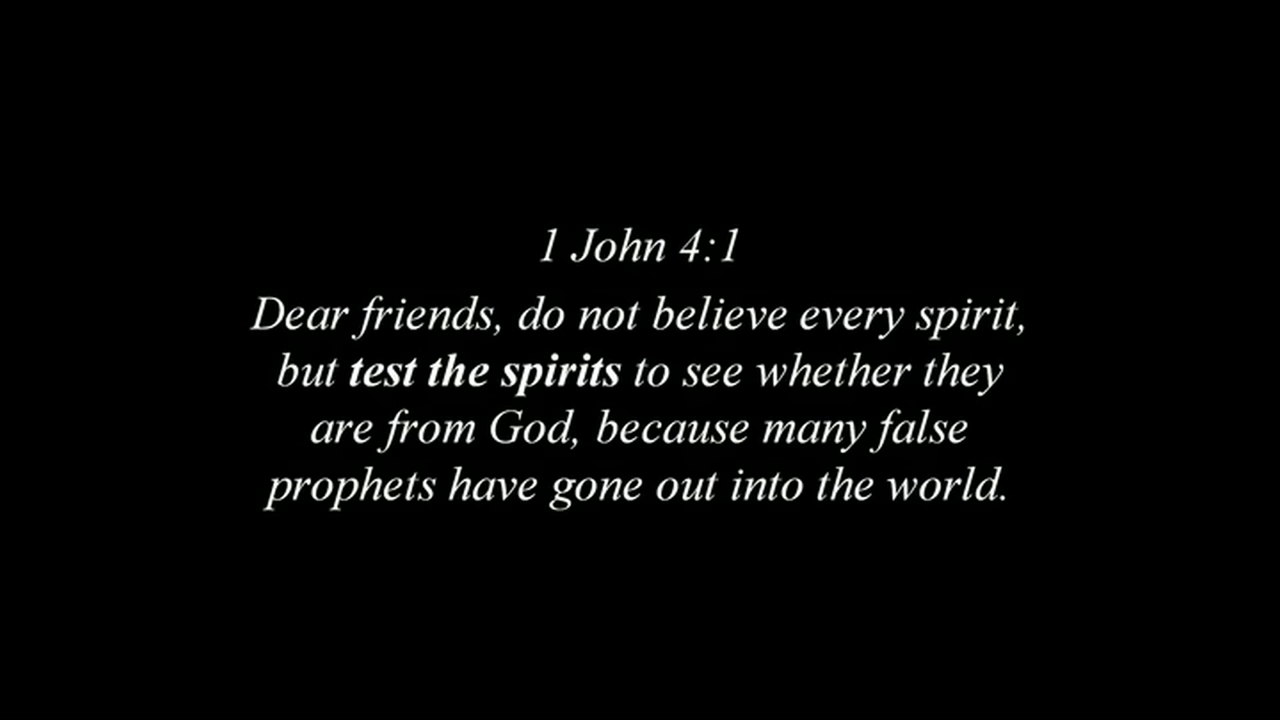 1 John 4:1
Dear friends, do not believe every spirit,
but test the spirits to see whether they
are from God, because many false
prophets have gone out into the world.